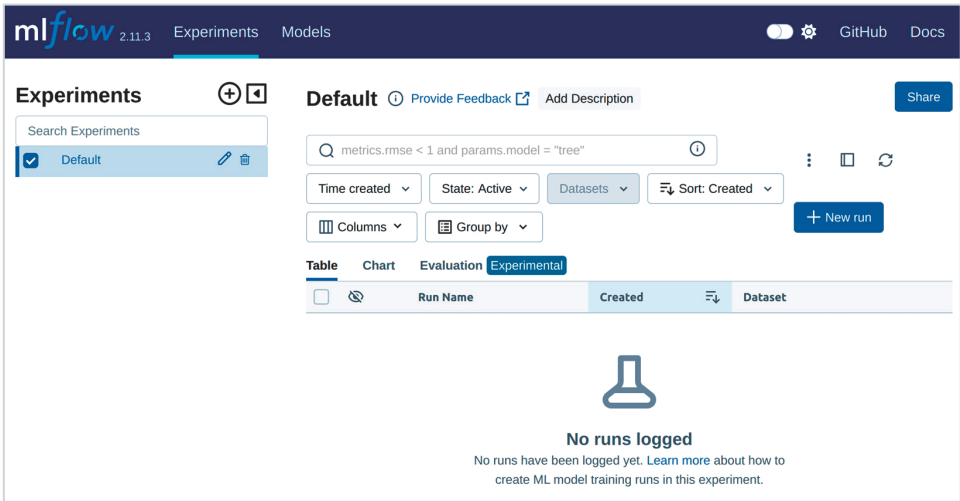 mlflow 2.11.3 Experiments Models GitHub Docs
Experiments
Search Experiments
Default
Default Provide Feedback Add Description
Share
metrics.rmse < 1 and params.model = "tree"
Time created State: Active Datasets Sort: Created
Columns Group by
+ New run
Table Chart Evaluation Experimental
Run Name Created Dataset
No runs logged
No runs have been logged yet. Learn more about how to
create ML model training runs in this experiment.